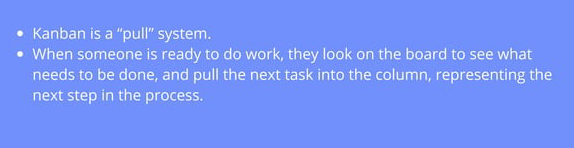 • Kanban is a “pull” system.
• When someone is ready to do work, they look on the board to see what
needs to be done, and pull the next task into the column, representing the
next step in the process.